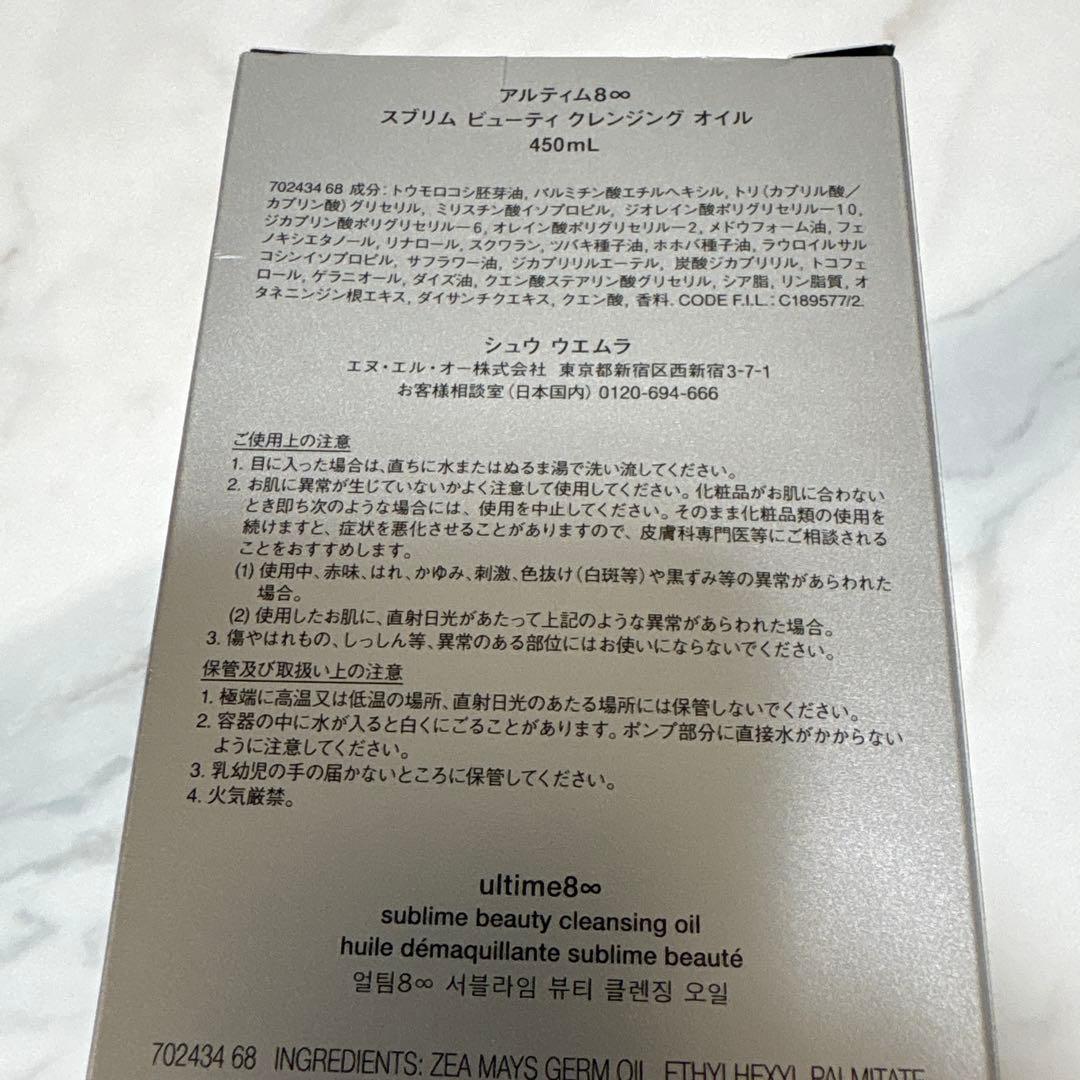 アルティム8∞
スブリム ビューティ クレンジング オイル
450mL
702434 68 成分：トウモロコシ胚芽油, パルミチン酸エチルヘキシル, トリ（カプリル酸／
カプリン酸）グリセリル, ミリスチン酸イソプロピル, ジオレイン酸ポリグリセリル－10,
ジカプリン酸ポリグリセリル－6, オレイン酸ポリグリセリル－2, メドウフォーム油, フェ
ノキシエタノール, リナロール, スクワラン, ツバキ種子油, ホホバ種子油, ラウロイルサル
コシンイソプロピル, サフラワー油, ジカプリリルエーテル, 炭酸ジカプリリル, トコフェ
ロール, ゲラニオール, ダイズ油, クエン酸ステアリン酸グリセリル, シア脂, リン脂質, オ
タネニンジン根エキス, ダイサンチクエキス, クエン酸, 香料. CODE F.I.L. : C189577/2.
シュウ ウエムラ
エヌ・エル・オー株式会社 東京都新宿区西新宿3-7-1
お客様相談室（日本国内）0120-694-666
ご使用上の注意
1. 目に入った場合は、直ちに水またはぬるま湯で洗い流してください。
2. お肌に異常が生じていないかよく注意して使用してください。化粧品がお肌に合わない
とき即ち次のような場合には、使用を中止してください。そのまま化粧品類の使用を
続けますと、症状を悪化させることがありますので、皮膚科専門医等にご相談される
ことをおすすめします。
(1) 使用中、赤味、はれ、かゆみ、刺激、色抜け（白斑等）や黒ずみ等の異常があらわれた
場合。
(2) 使用したお肌に、直射日光があたって上記のような異常があらわれた場合。
3. 傷やはれもの、しっしん等、異常のある部位にはお使いにならないでください。
保管及び取扱い上の注意
1. 極端に高温又は低温の場所、直射日光のあたる場所には保管しないでください。
2. 容器の中に水が入ると白くにごることがあります。ポンプ部分に直接水がかからない
ように注意してください。
3. 乳幼児の手の届かないところに保管してください。
4. 火気厳禁。
ultime8∞
sublime beauty cleansing oil
huile démaquillante sublime beauté
얼팀8∞ 서블라임 뷰티 클렌징 오일
702434 68 INGREDIENTS: ZEA MAYS GERM OIL, ETHYLHEXYL PALMITATE